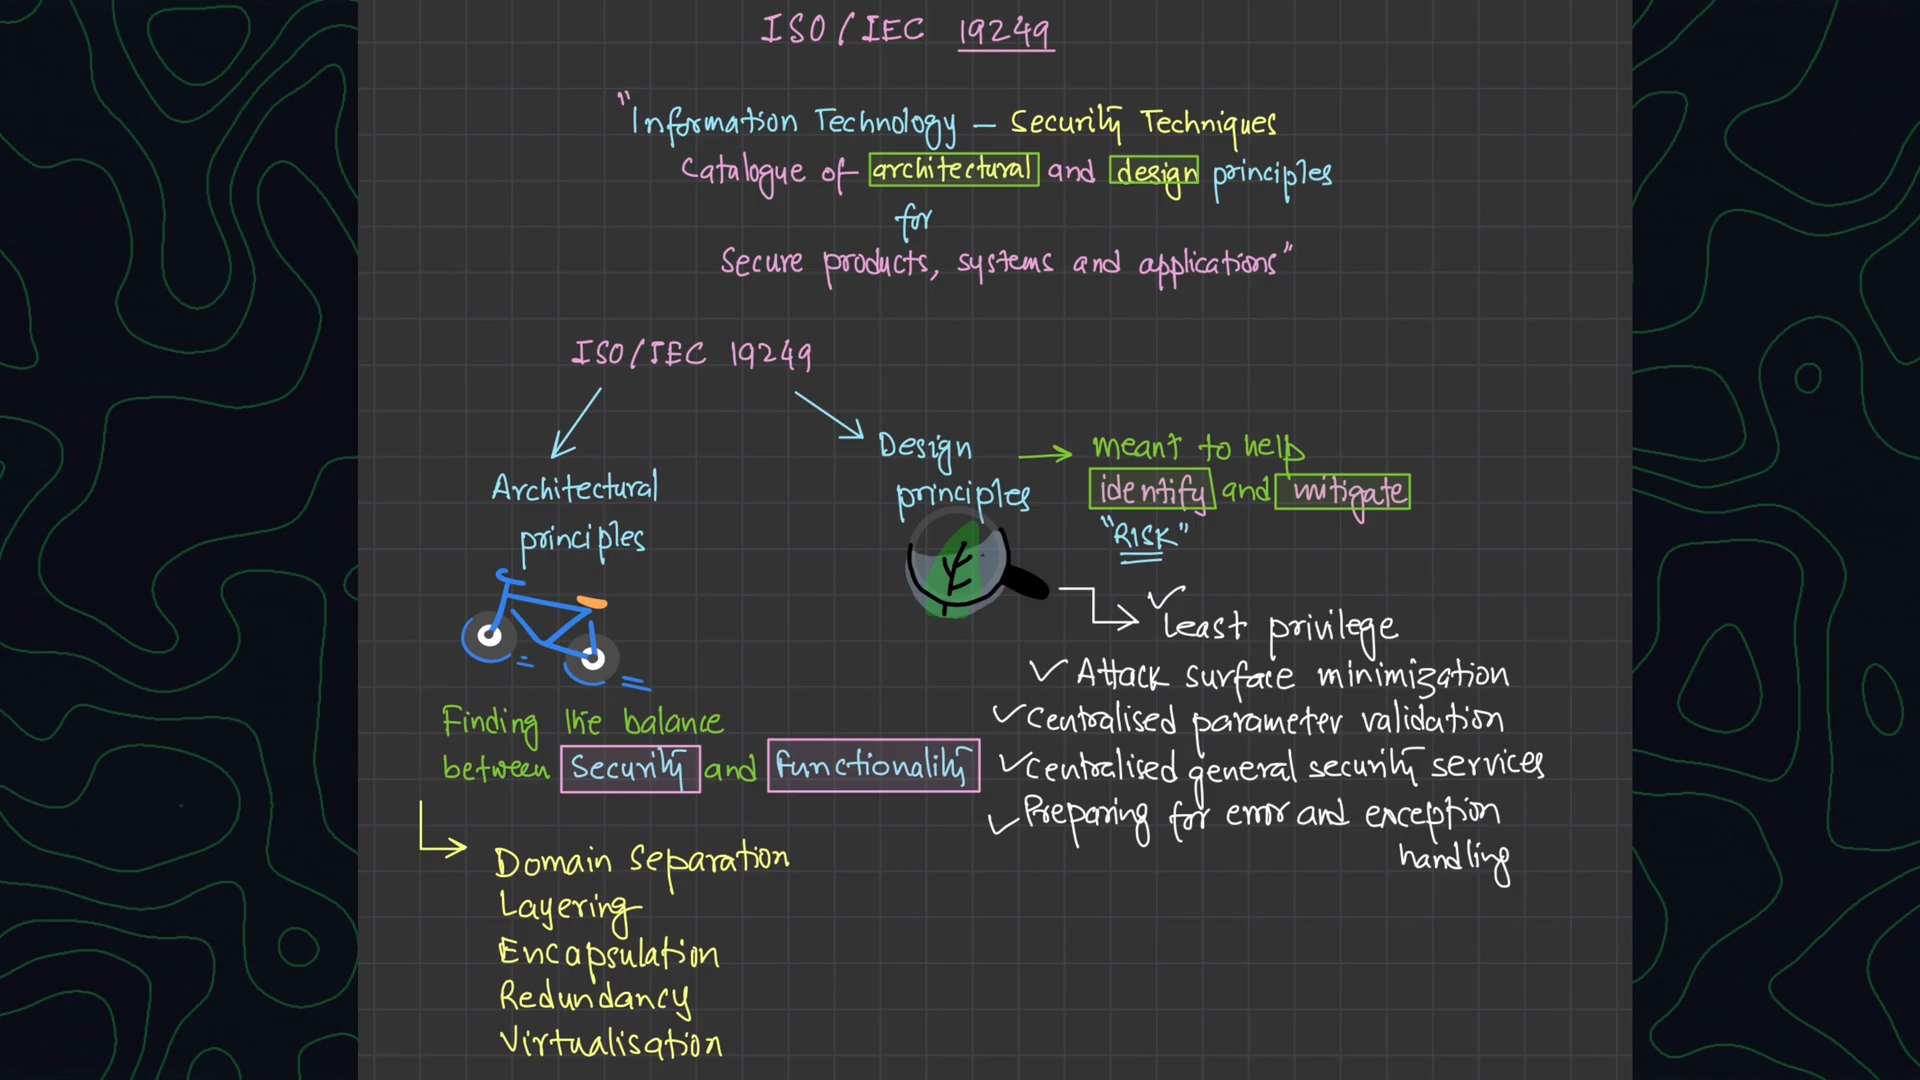 ISO/IEC 19249
"Information Technology – Security Techniques
Catalogue of architectural and design principles
for
Secure products, systems and applications"
ISO/IEC 19249
Architectural
principles
Finding the balance
between Security and functionality
Domain Separation
Layering
Encapsulation
Redundancy
Virtualisation
Design
principles
meant to help
identify and mitigate
"RISK"
✓ Least privilege
✓ Attack surface minimization
✓ Centralised parameter validation
✓ Centralised general security services
✓ Preparing for error and exception
handling